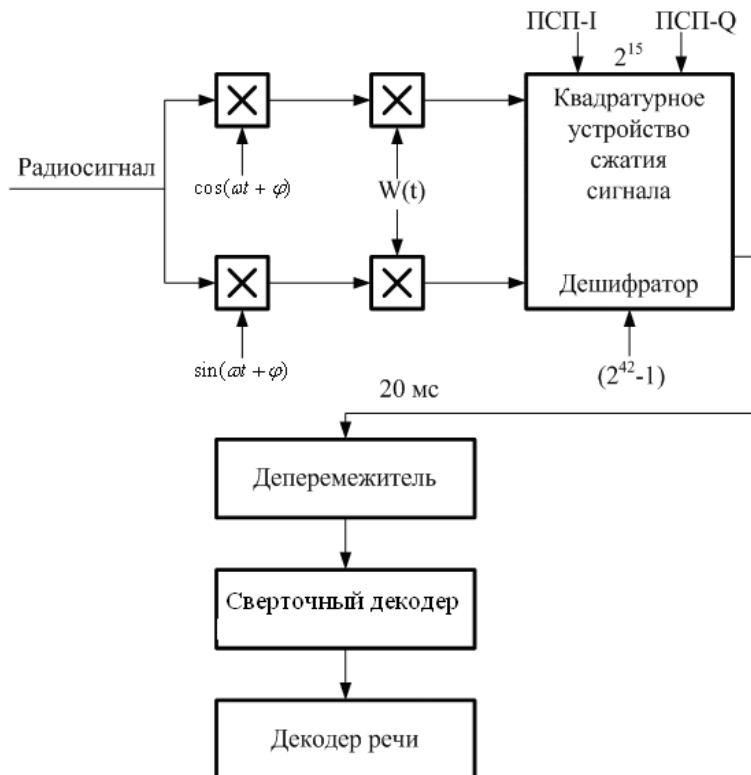 ПСП-I ПСП-Q
2^15
Квадратурное
устройство
сжатия
сигнала
Радиосигнал
cos(ωt + φ)
W(t)
Дешифратор
sin(ωt + φ)
(2^42-1)
20 мс
Деперемежитель
Сверточный декодер
Декодер речи